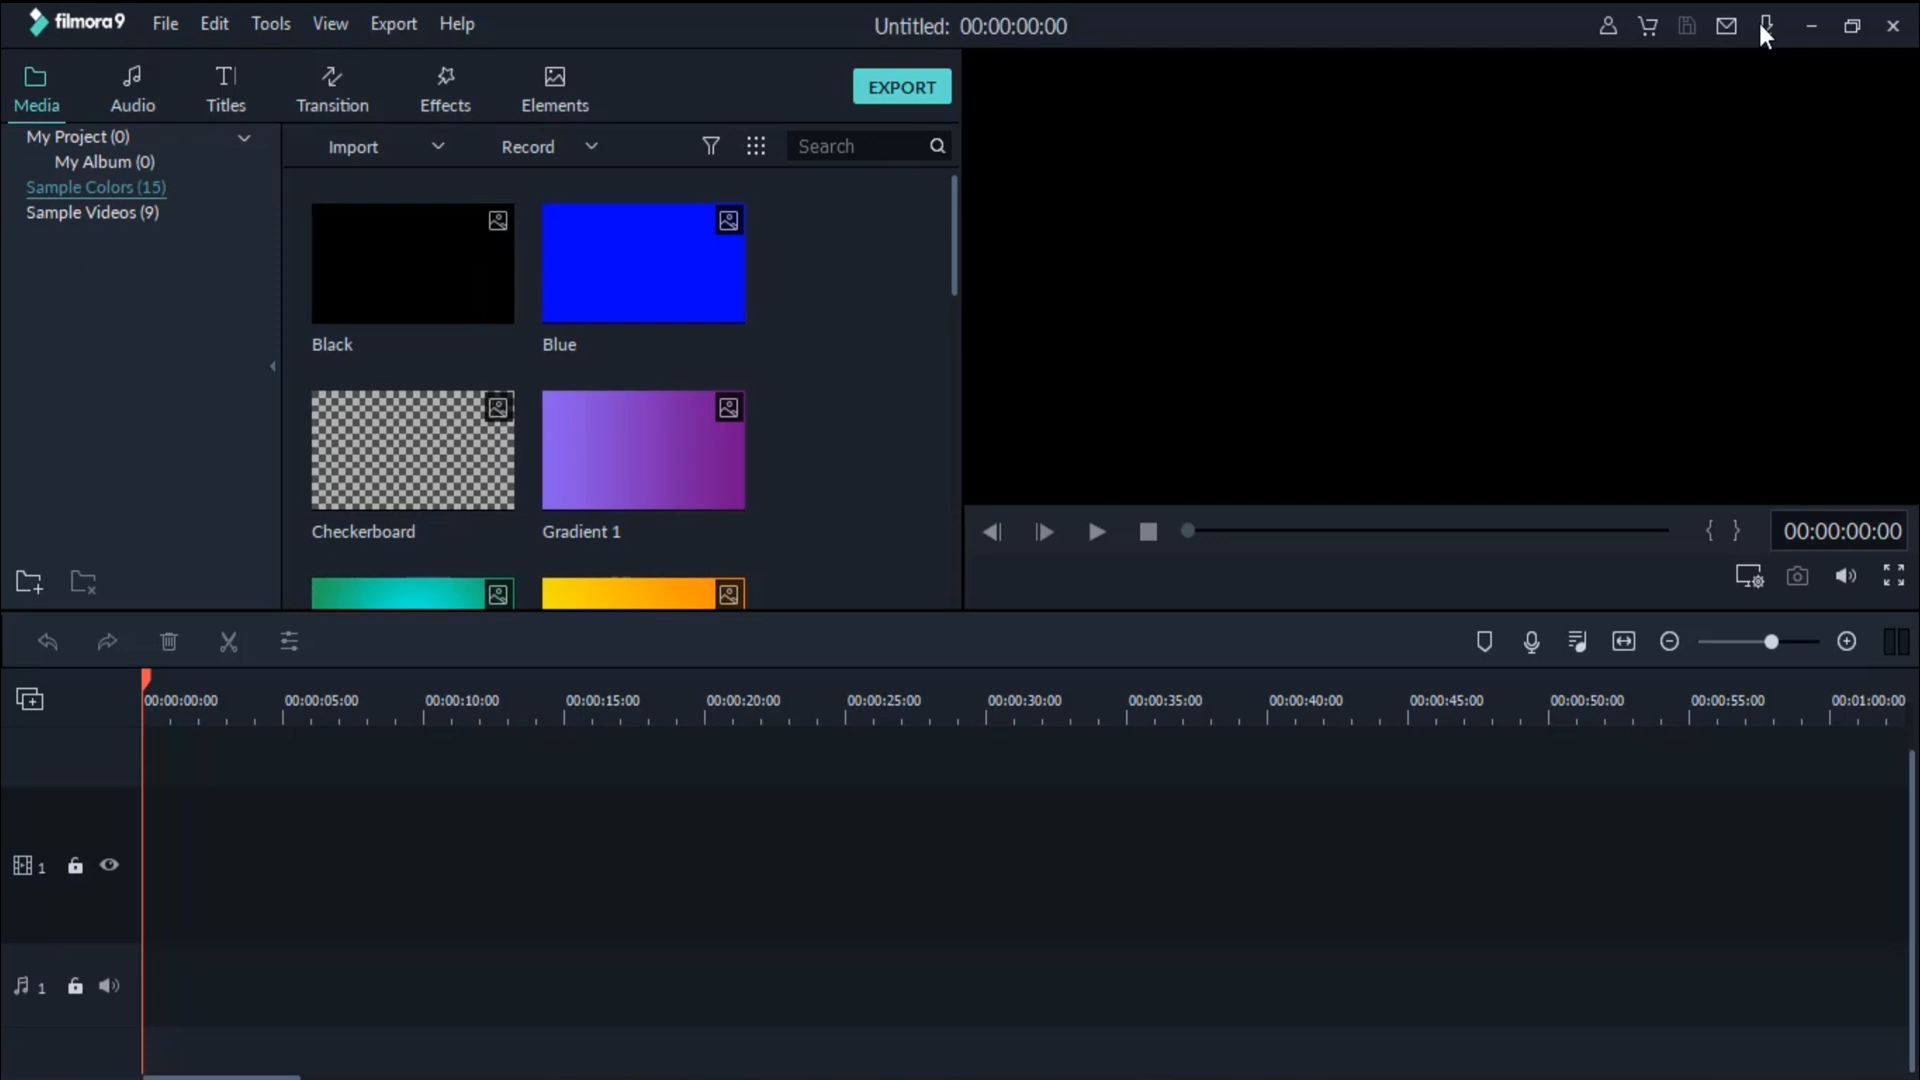 filmora9 File Edit Tools View Export Help Untitled: 00:00:00:00
Media Audio Titles Transition Effects Elements EXPORT
My Project (0)
My Album (0)
Sample Colors (15)
Sample Videos (9)
Import Record Search
Black Blue
Checkerboard Gradient 1
00:00:00:00
00:00:00:00 00:00:05:00 00:00:10:00 00:00:15:00 00:00:20:00 00:00:25:00 00:00:30:00 00:00:35:00 00:00:40:00 00:00:45:00 00:00:50:00 00:00:55:00 00:01:00:00
1
1